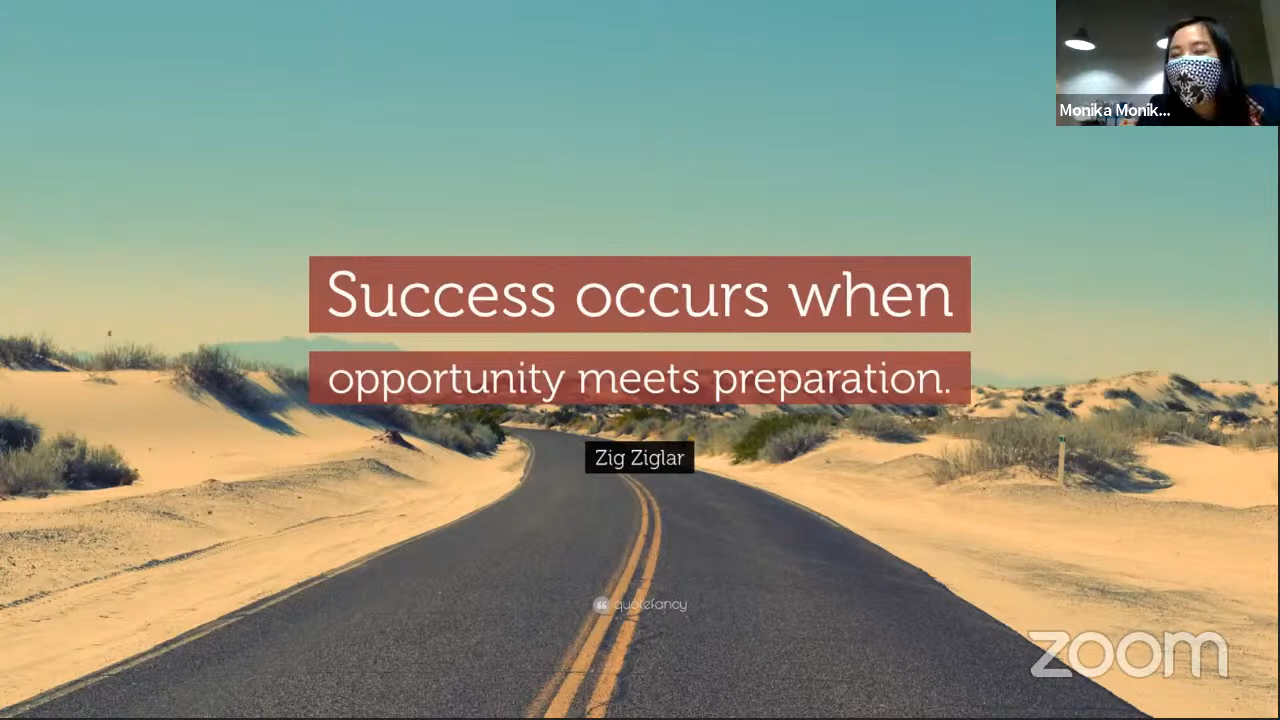 Monika Monik...
Success occurs when
opportunity meets preparation.
Zig Ziglar
quotefancy
zoom